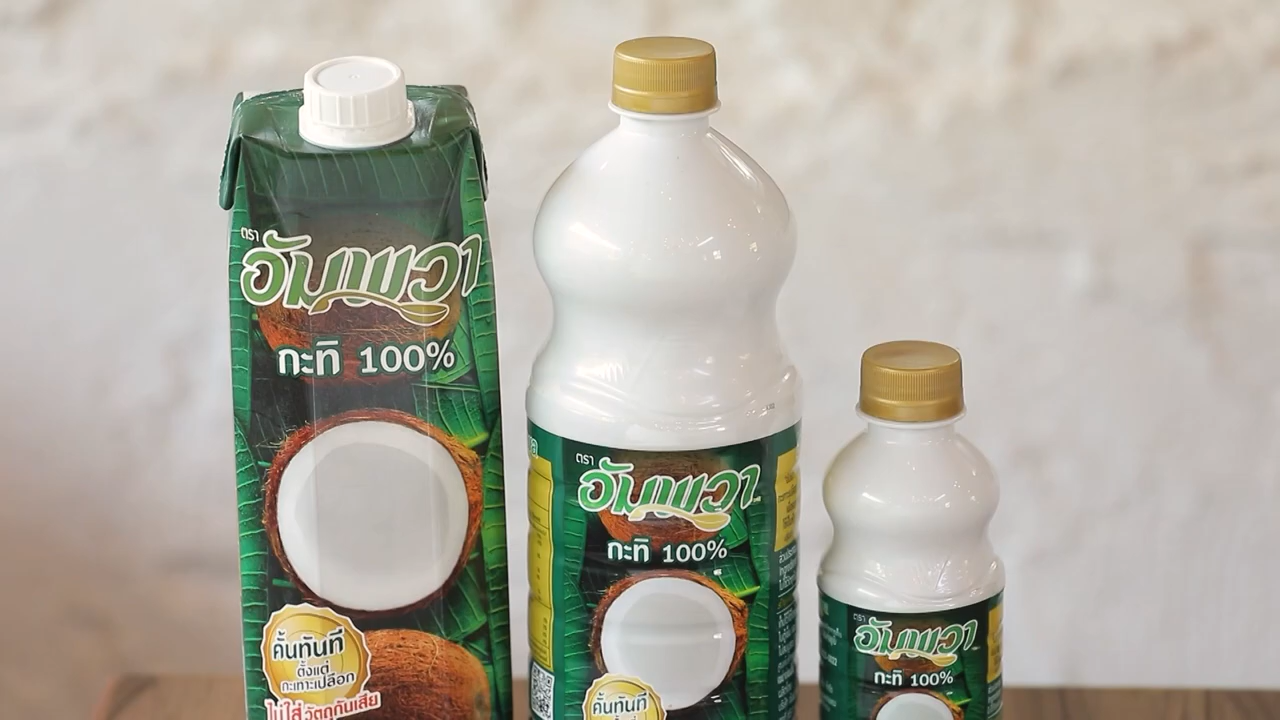 ตรา
อัมพวา
กะทิ 100%
คั้นทันที
ตั้งแต่
กะเทาะเปลือก
ไม่ใส่วัตถุกันเสีย
ตรา
อัมพวา
กะทิ 100%
คั้นทันที
ตรา
อัมพวา
กะทิ 100%